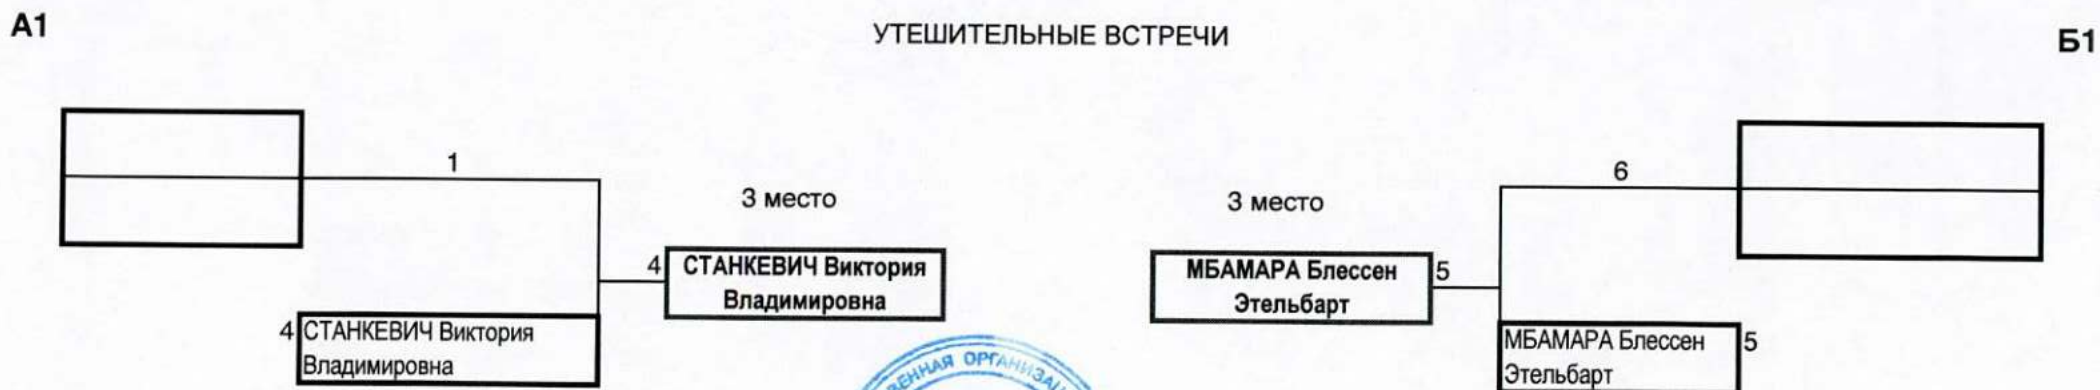 А1
УТЕШИТЕЛЬНЫЕ ВСТРЕЧИ
Б1
1
6
3 место
3 место
4
СТАНКЕВИЧ Виктория
Владимировна
МБАМАРА Блессен
Этельбарт
5
4
СТАНКЕВИЧ Виктория
Владимировна
МБАМАРА Блессен
Этельбарт
5